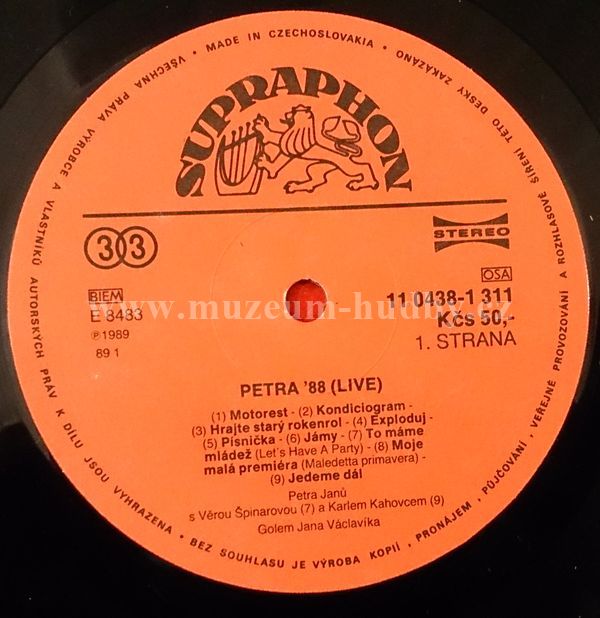 SUPRAPHON
VŠECHNA PRÁVA VÝROBCE A VLASTNÍKŮ AUTORSKÝCH PRÁV K DÍLU JSOU VYHRAZENA • BEZ SOUHLASU JE VÝROBA KOPIÍ, PRONÁJEM, PŮJČOVÁNÍ, VEŘEJNÉ PROVOZOVÁNÍ A ROZHLASOVÉ ŠÍŘENÍ TÉTO DESKY ZAKÁZÁNO • MADE IN CZECHOSLOVAKIA •
33
STEREO
BIEM
OSA
E 8433
11 0438-1 311
www.muzeum-hudby.cz
Ⓟ1989
Kčs 50,-
89 1
1. STRANA
PETRA '88 (LIVE)
(1) Motorest - (2) Kondiciogram -
(3) Hrajte starý rokenrol - (4) Exploduj -
(5) Písnička - (6) Jámy - (7) To máme
mládež (Let's Have A Party) - (8) Moje
malá premiéra (Maledetta primavera) -
(9) Jedeme dál
Petra Janů
s Věrou Špinarovou (7) a Karlem Kahovcem (9)
Golem Jana Václavíka